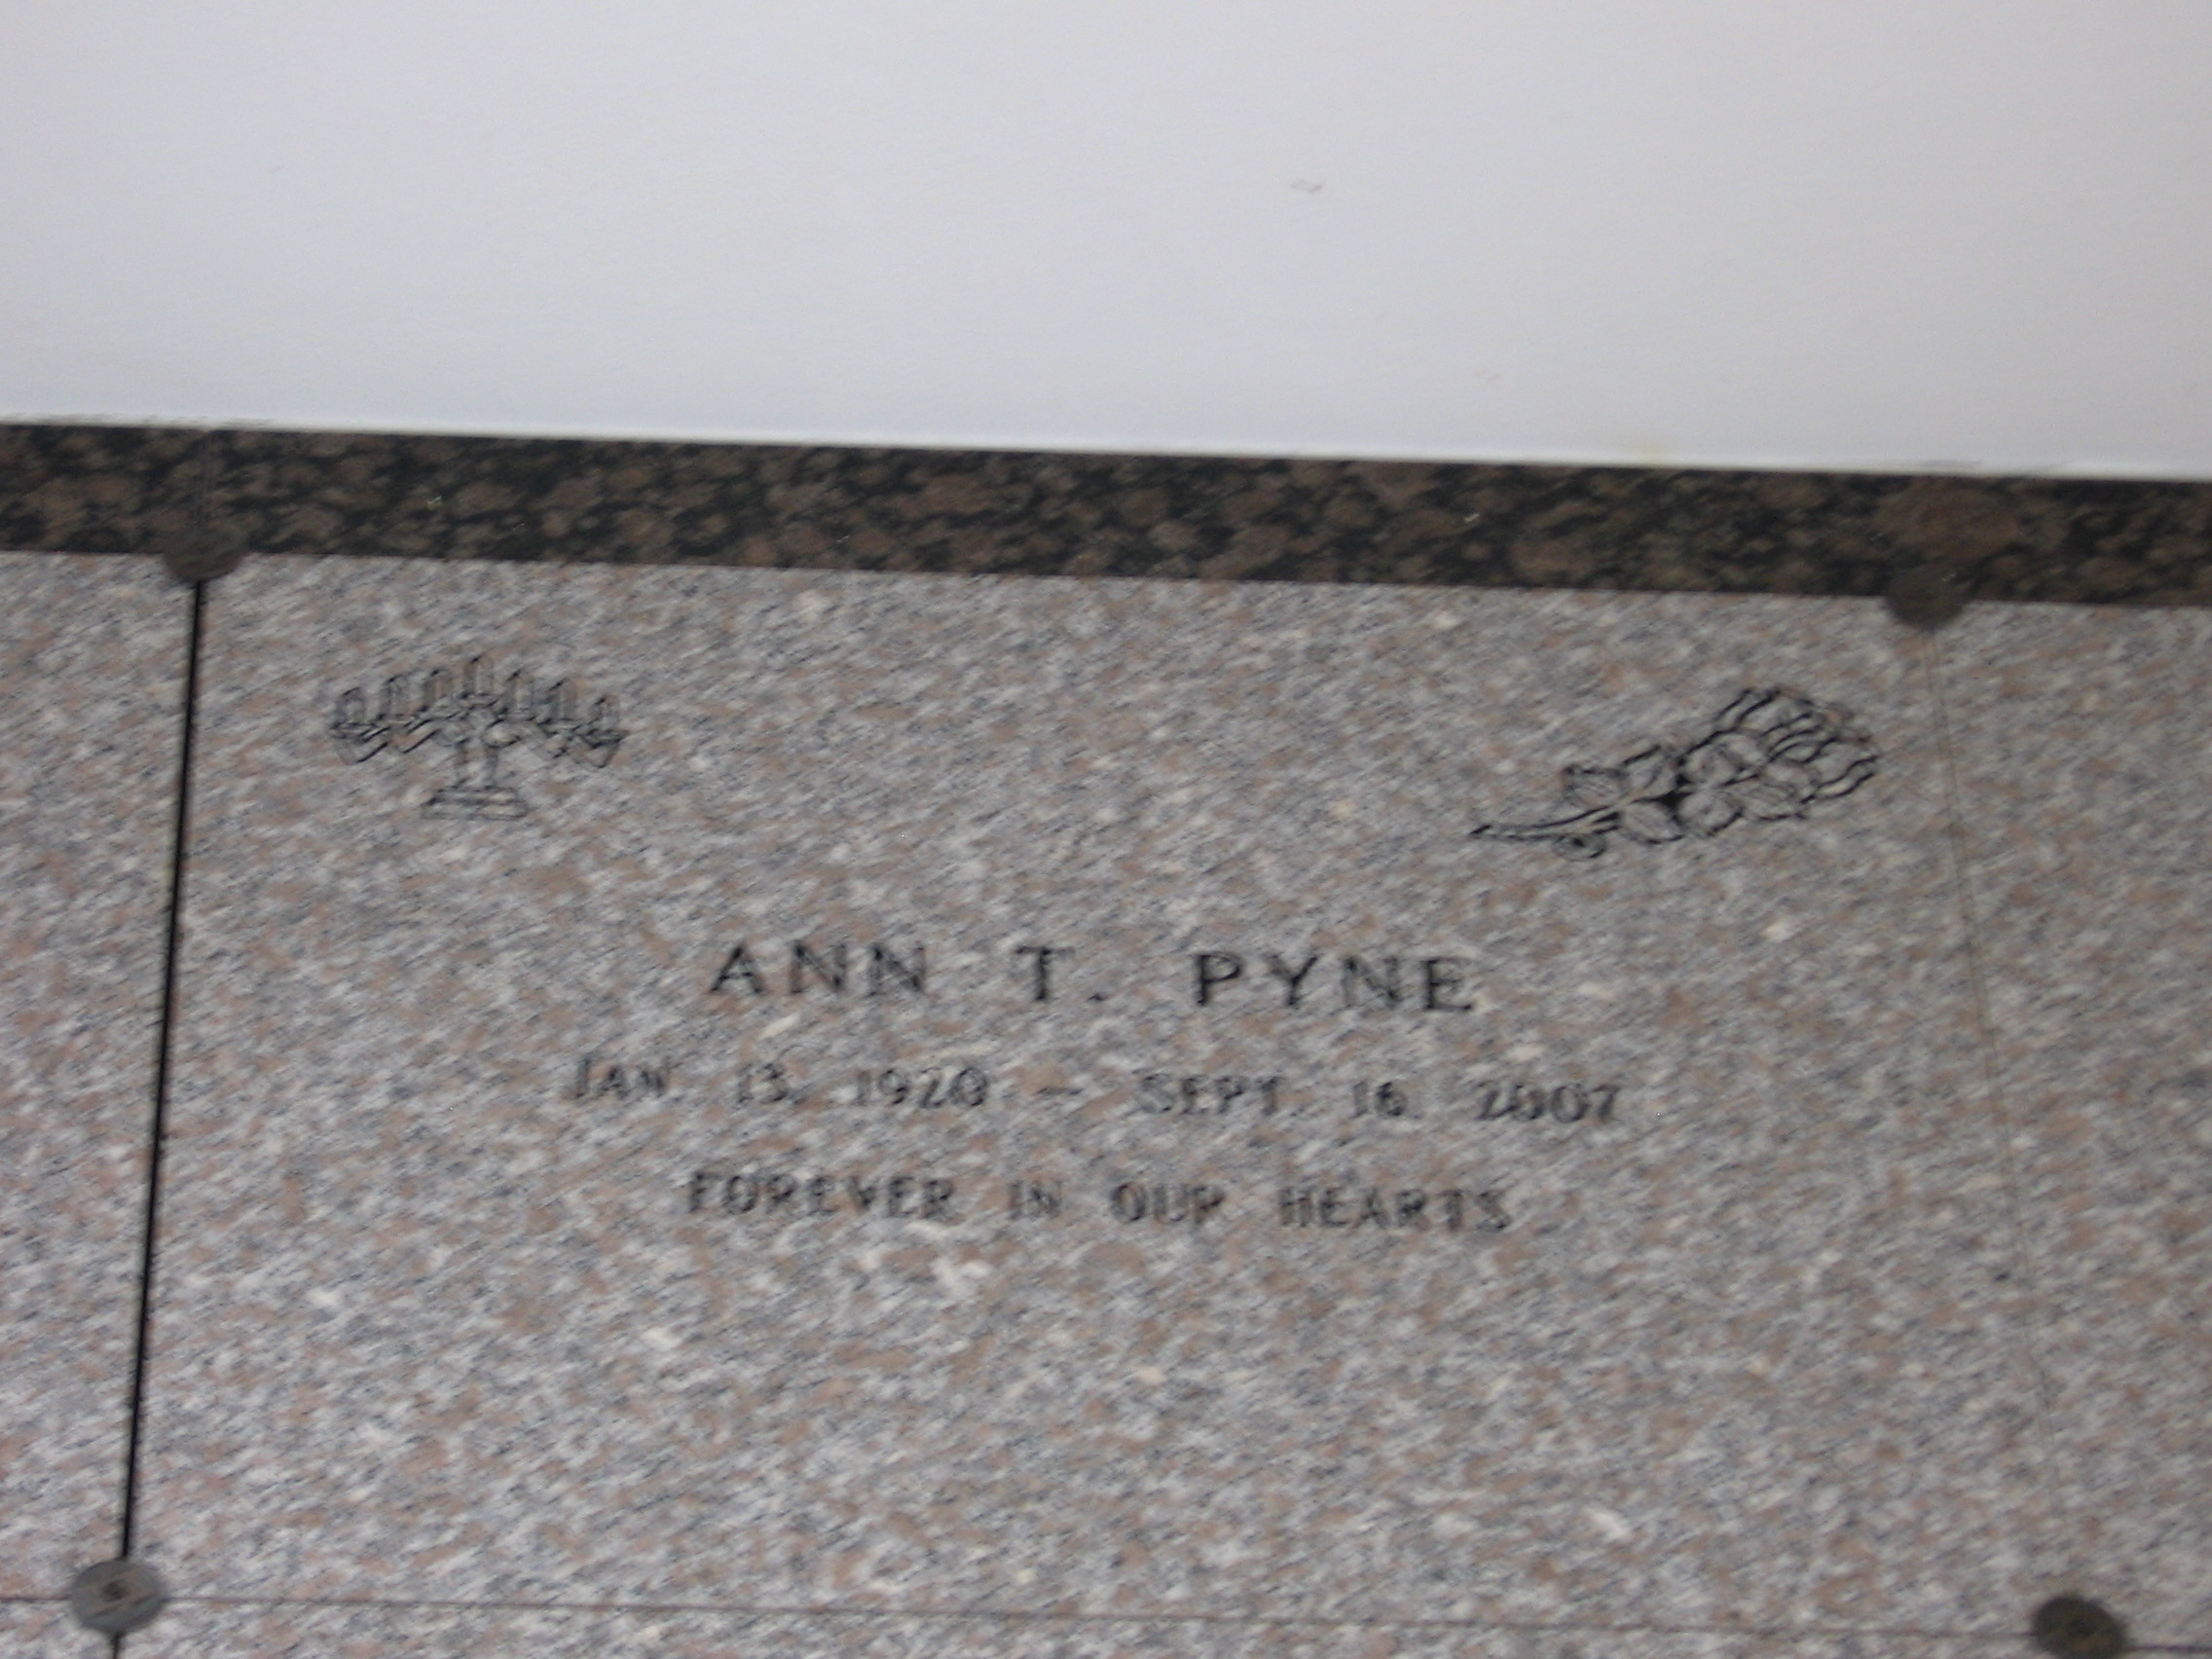 ANN T. PYNE
JAN. 13, 1920 – SEPT. 16, 2007
FOREVER IN OUR HEARTS